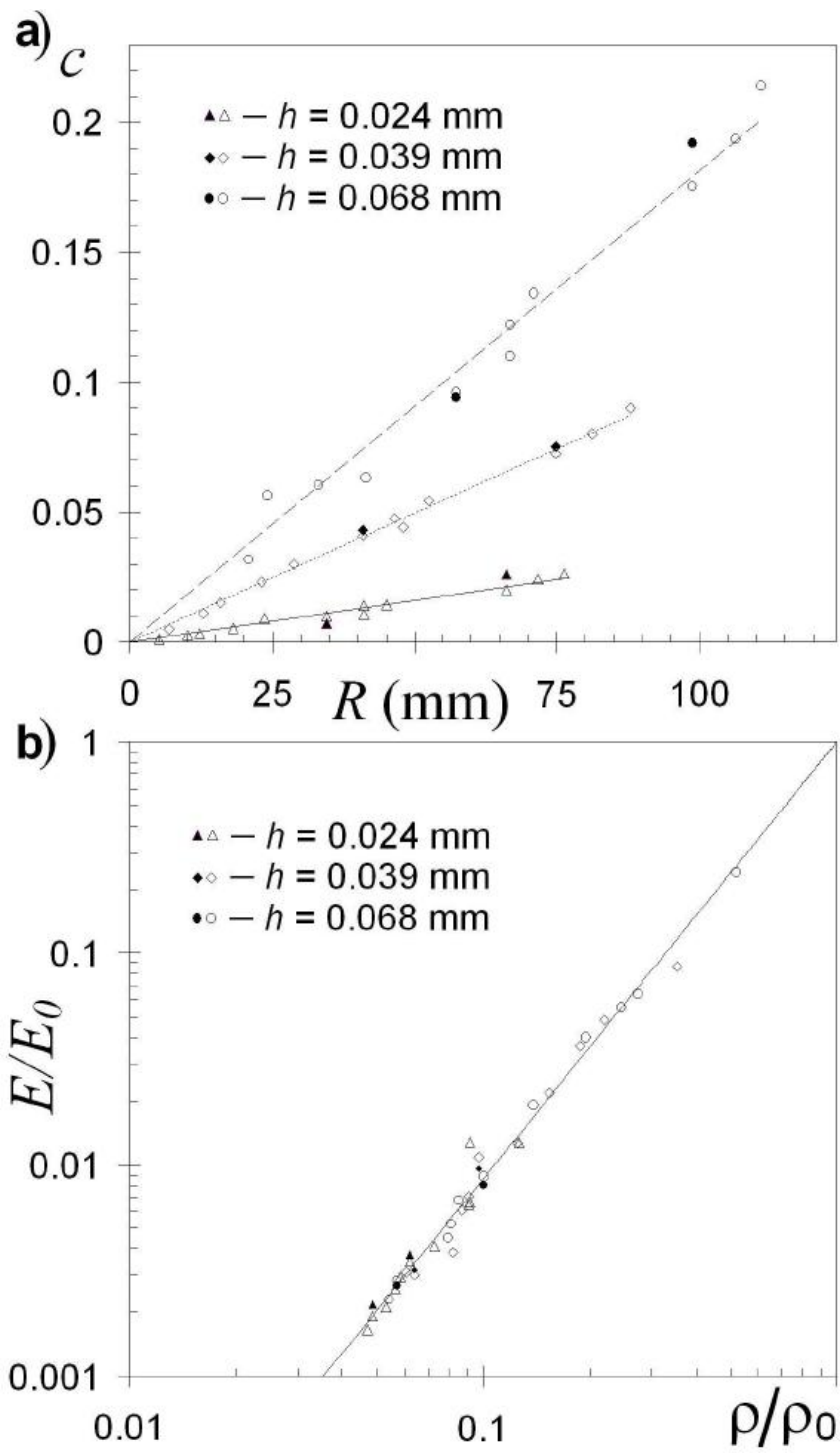 a)
c
▲△ — h = 0.024 mm
◆◇ — h = 0.039 mm
●○ — h = 0.068 mm
0.2
0.15
0.1
0.05
0
0 25 R (mm) 75 100
b)
1
▲△ — h = 0.024 mm
◆◇ — h = 0.039 mm
●○ — h = 0.068 mm
0.1
E/E0
0.01
0.001
0.01 0.1 ρ/ρ0